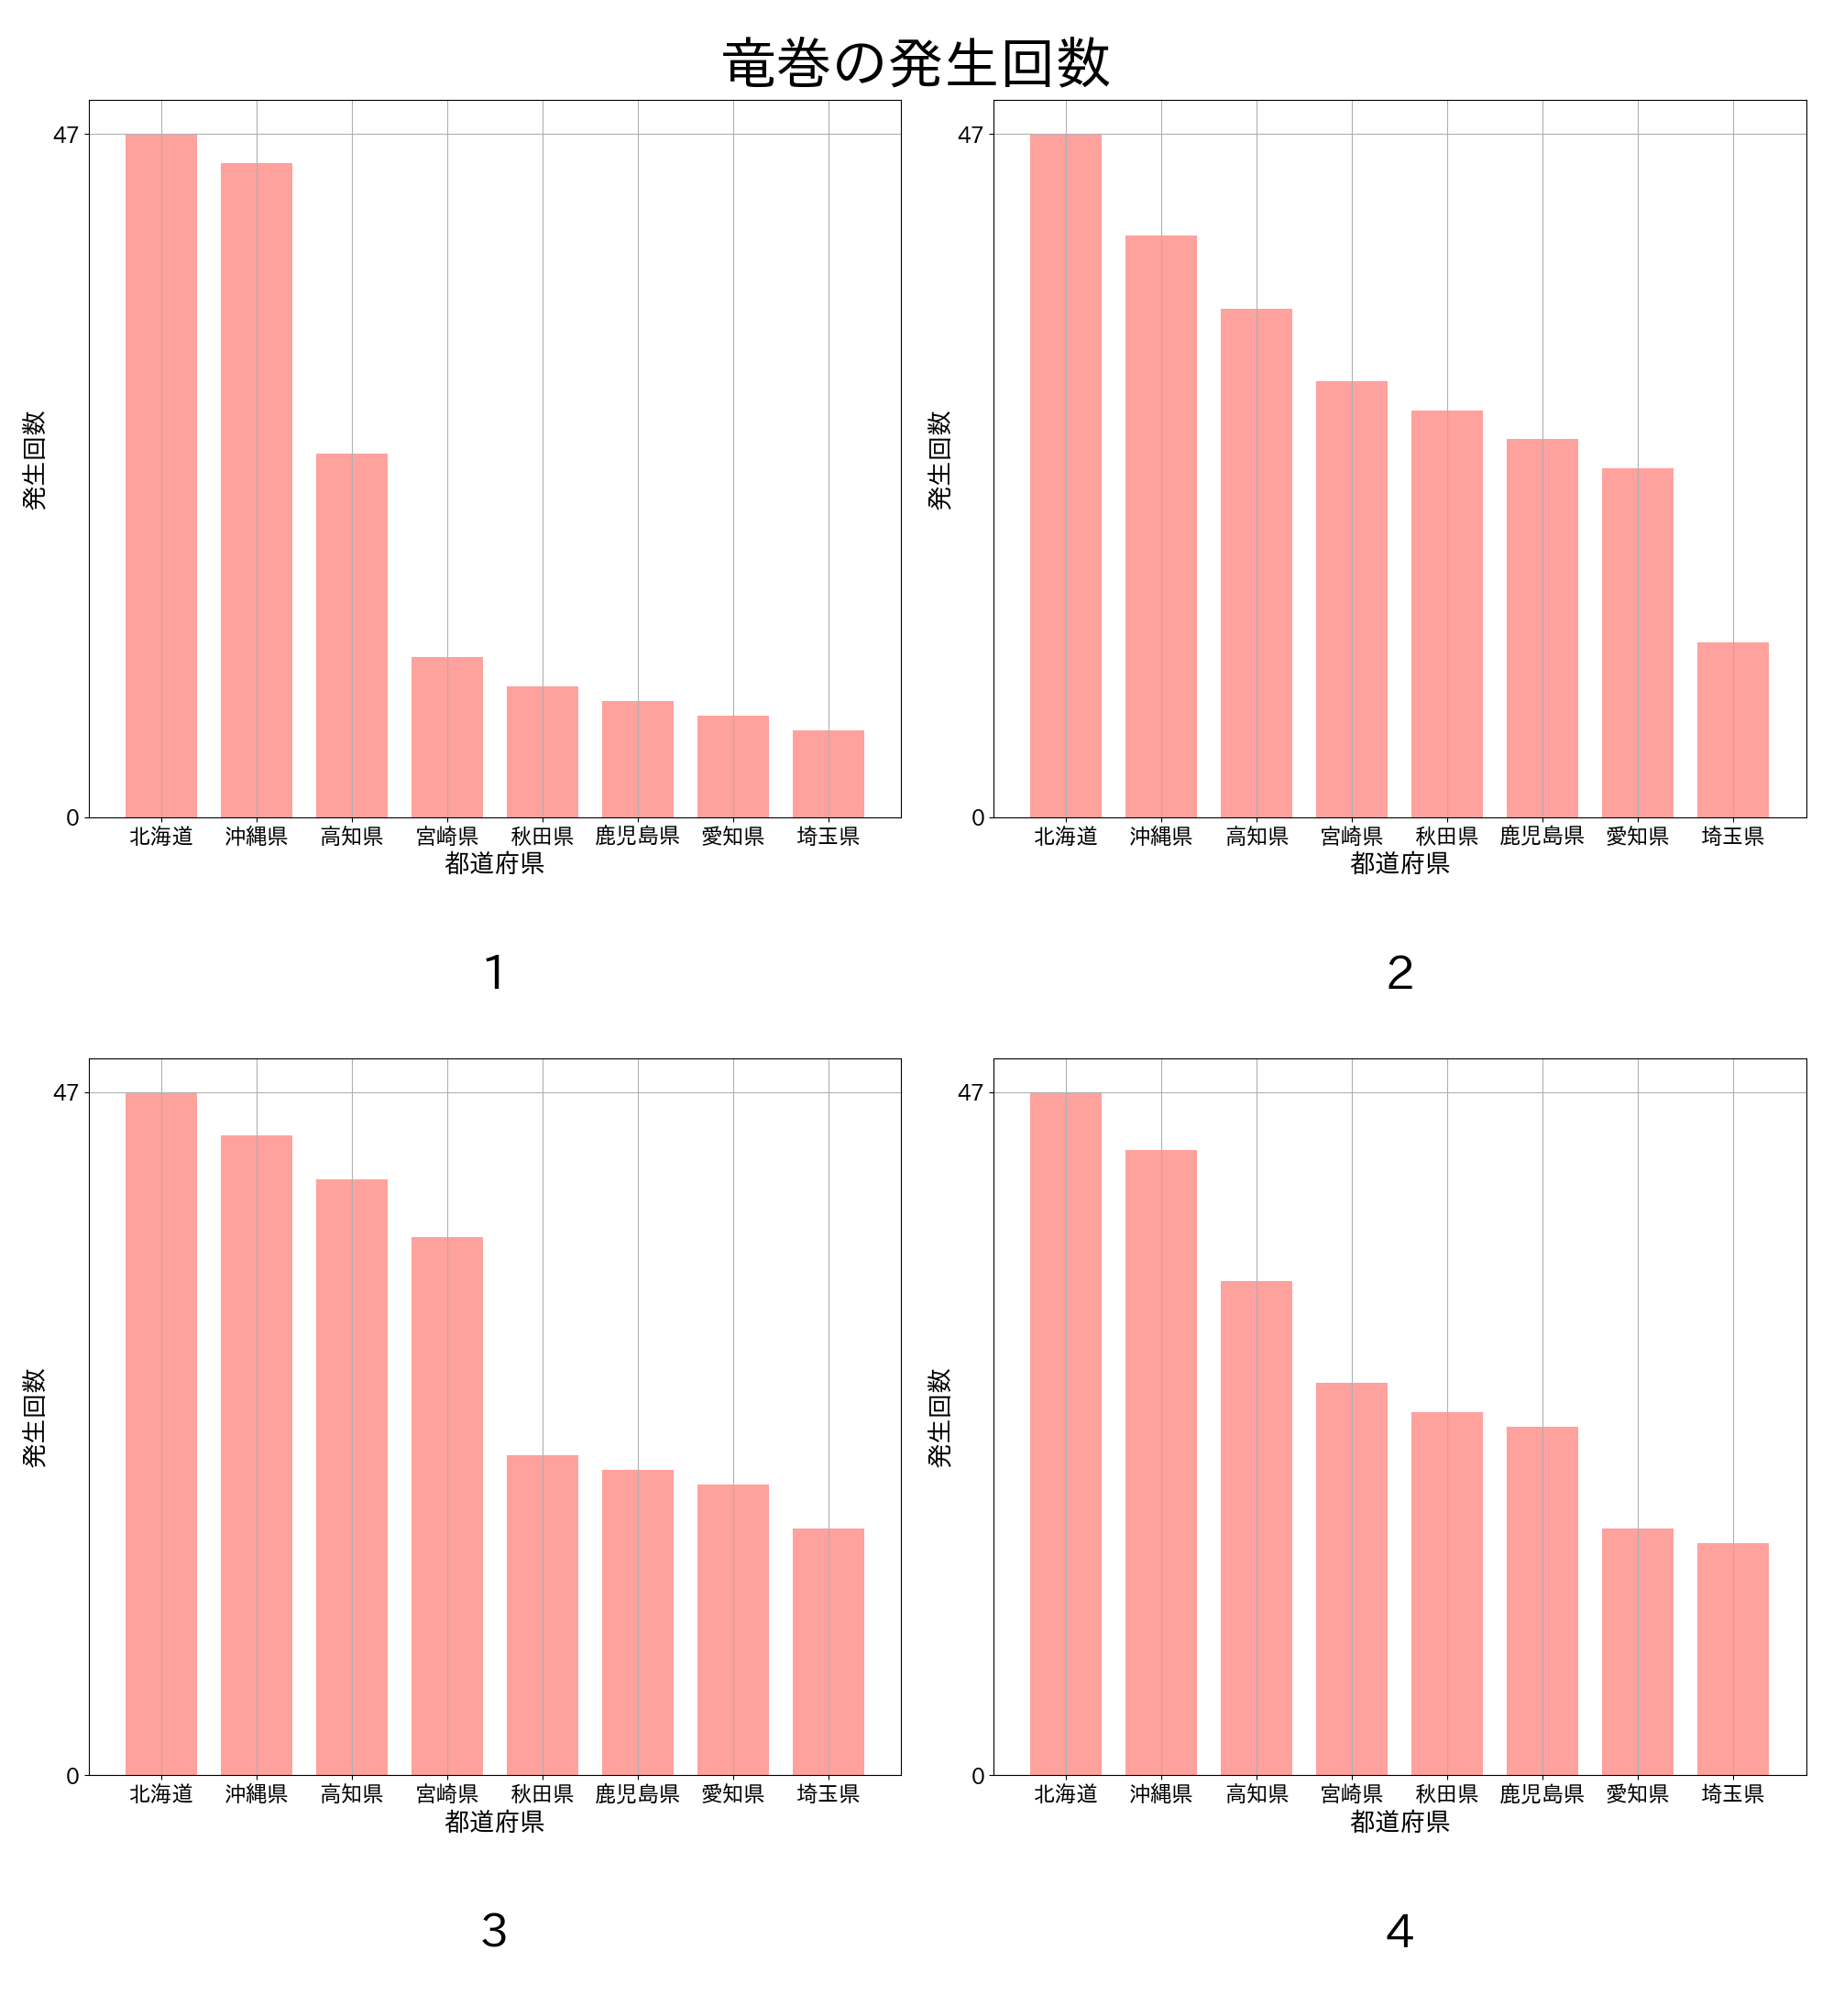 竜巻の発生回数
47
0
発生回数
北海道 沖縄県 高知県 宮崎県 秋田県 鹿児島県 愛知県 埼玉県
都道府県
1
47
0
発生回数
北海道 沖縄県 高知県 宮崎県 秋田県 鹿児島県 愛知県 埼玉県
都道府県
2
47
0
発生回数
北海道 沖縄県 高知県 宮崎県 秋田県 鹿児島県 愛知県 埼玉県
都道府県
3
47
0
発生回数
北海道 沖縄県 高知県 宮崎県 秋田県 鹿児島県 愛知県 埼玉県
都道府県
4